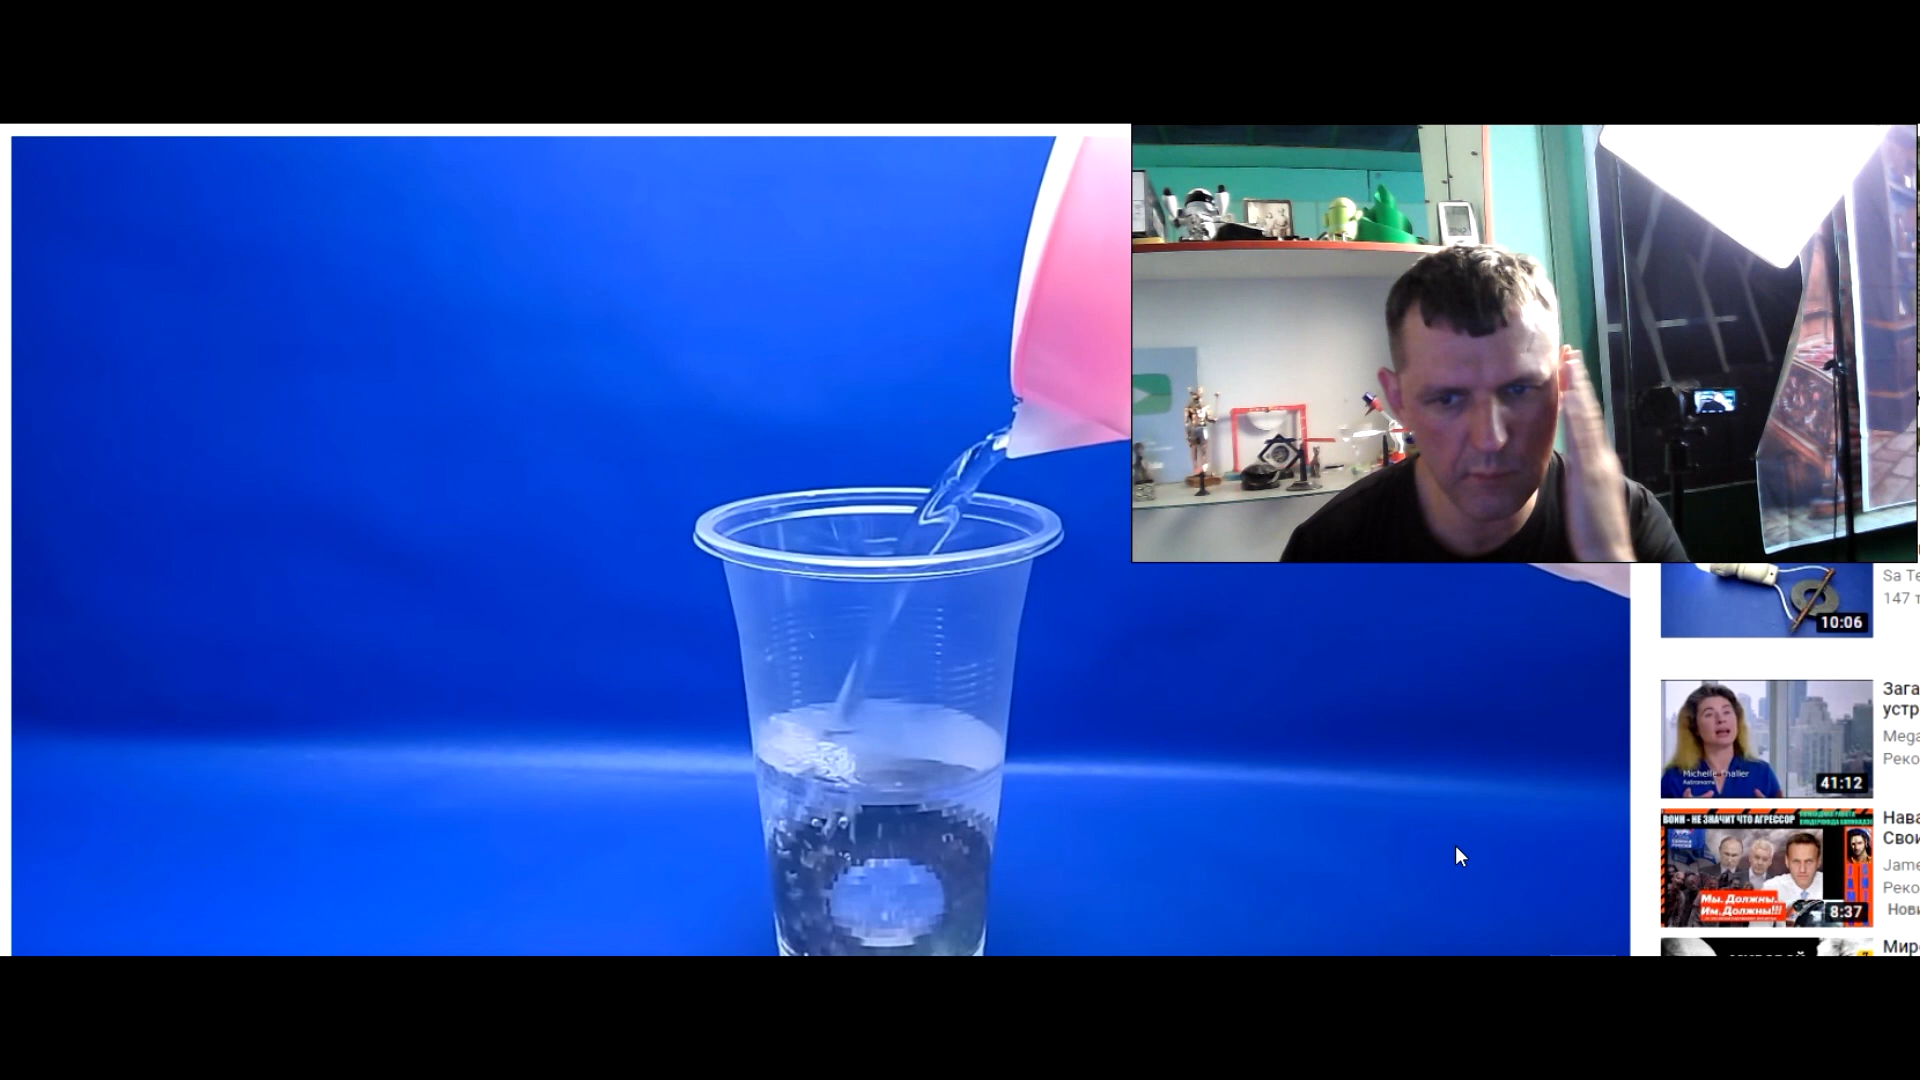 Sa Te
147 т
10:06
Зага
устр
Mega
Реко
Michelle Thaller
Astronomer
41:12
ВОИН - НЕ ЗНАЧИТ ЧТО АГРЕССОР
Мы. Должны.
Им. Должны!!!
8:37
Нава
Свои
Jame
Реко
Нови
Мир